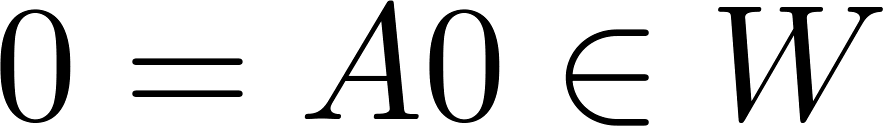 0 = A0 ∈ W